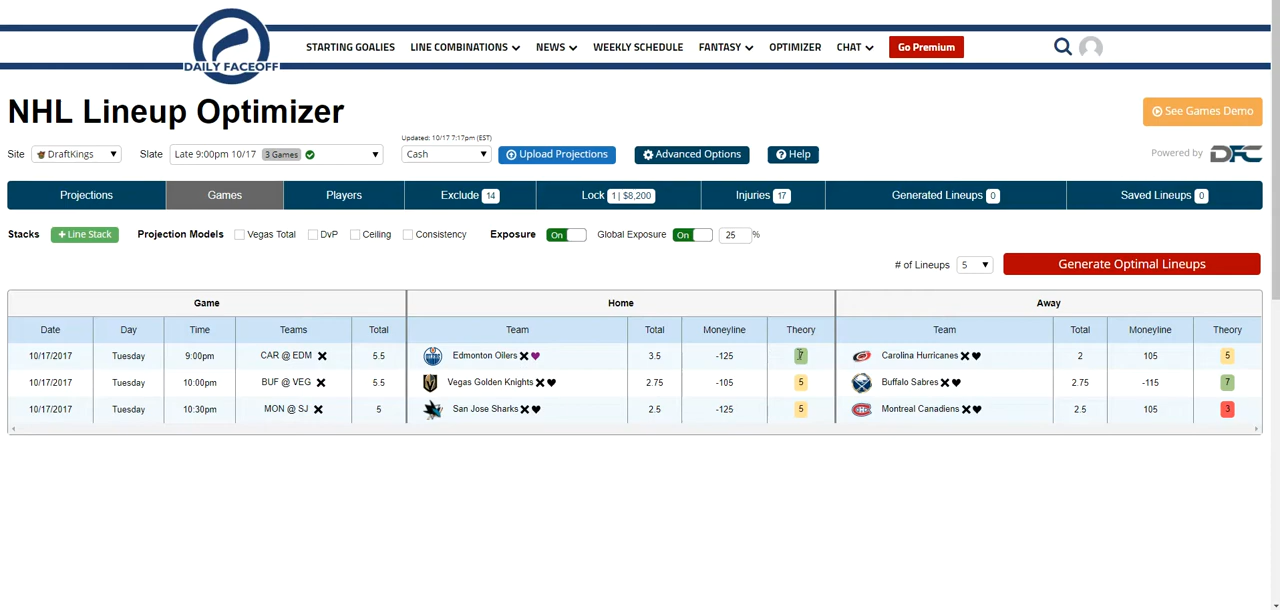 STARTING GOALIES LINE COMBINATIONS NEWS WEEKLY SCHEDULE FANTASY OPTIMIZER CHAT Go Premium
DAILY FACEOFF
NHL Lineup Optimizer
See Games Demo
Updated: 10/17 7:17pm (EST)
Site DraftKings Slate Late 9:00pm 10/17 3 Games Cash Upload Projections Advanced Options Help Powered by DFC
Projections Games Players Exclude 14 Lock 1 | $8,200 Injuries 17 Generated Lineups 0 Saved Lineups 0
Stacks +Line Stack Projection Models Vegas Total DvP Ceiling Consistency Exposure On Global Exposure On 25 %
# of Lineups 5 Generate Optimal Lineups
Game Home Away
Date Day Time Teams Total Team Total Moneyline Theory Team Total Moneyline Theory
10/17/2017 Tuesday 9:00pm CAR @ EDM 5.5 Edmonton Oilers 3.5 -125 7 Carolina Hurricanes 2 105 5
10/17/2017 Tuesday 10:00pm BUF @ VEG 5.5 Vegas Golden Knights 2.75 -105 5 Buffalo Sabres 2.75 -115 7
10/17/2017 Tuesday 10:30pm MON @ SJ 5 San Jose Sharks 2.5 -125 5 Montreal Canadiens 2.5 105 3